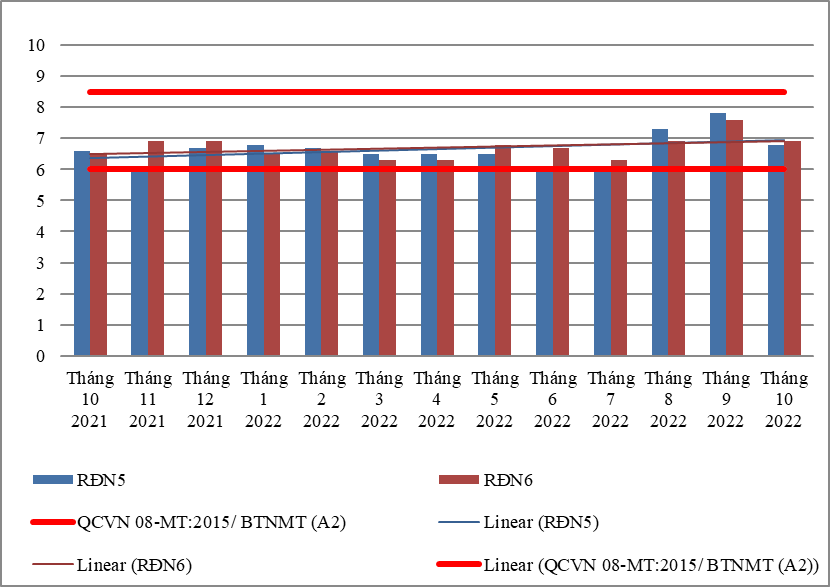 10
9
8
7
6
5
4
3
2
1
0
Tháng 10 2021
Tháng 11 2021
Tháng 12 2021
Tháng 1 2022
Tháng 2 2022
Tháng 3 2022
Tháng 4 2022
Tháng 5 2022
Tháng 6 2022
Tháng 7 2022
Tháng 8 2022
Tháng 9 2022
Tháng 10 2022
RĐN5
RĐN6
QCVN 08-MT:2015/ BTNMT (A2)
Linear (RĐN5)
Linear (RĐN6)
Linear (QCVN 08-MT:2015/ BTNMT (A2))